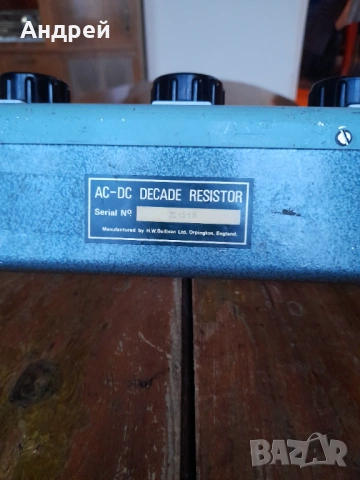 Андрей
AC-DC DECADE RESISTOR
Serial Nº
Manufactured by H.W.Sullivan Ltd. Orpington, England.
BAZAR